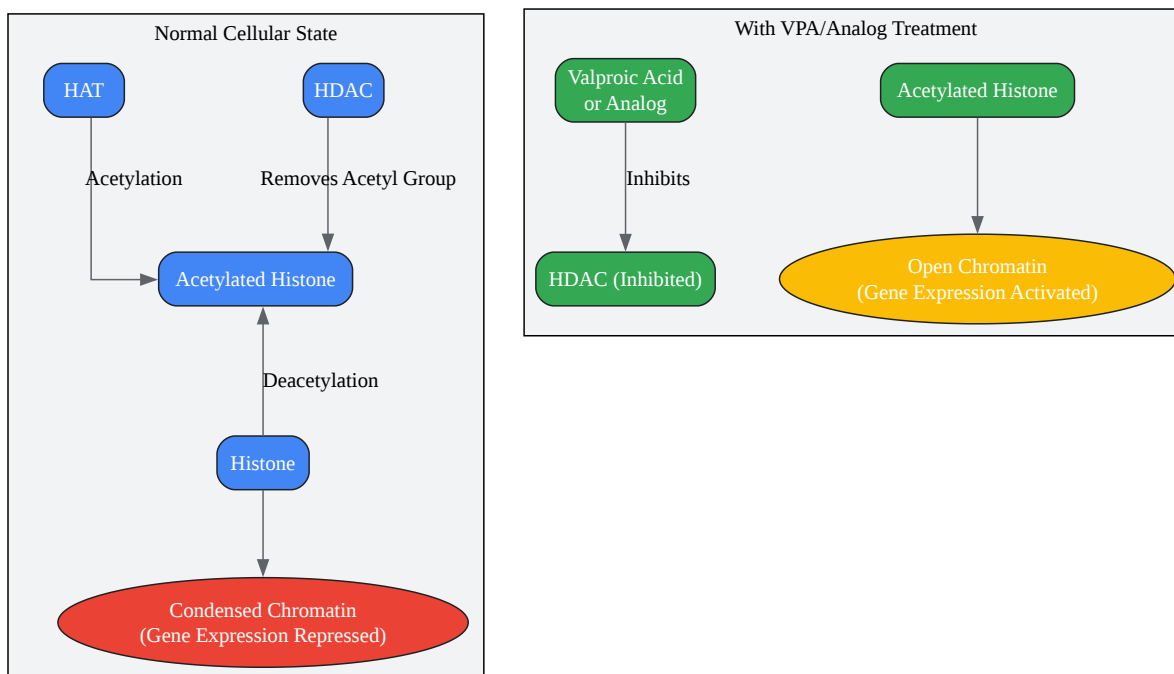 Normal Cellular State
HAT
HDAC
Acetylation
Removes Acetyl Group
Acetylated Histone
Deacetylation
Histone
Condensed Chromatin
(Gene Expression Repressed)
With VPA/Analog Treatment
Valproic Acid
or Analog
Acetylated Histone
Inhibits
HDAC (Inhibited)
Open Chromatin
(Gene Expression Activated)